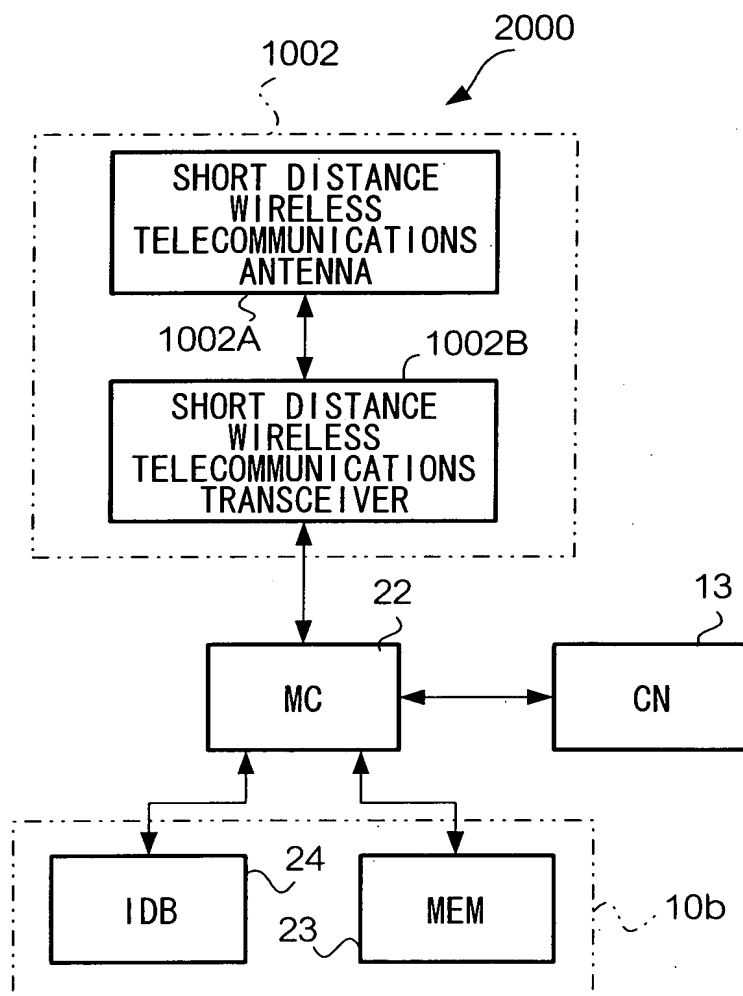 2000
1002
SHORT DISTANCE
WIRELESS
TELECOMMUNICATIONS
ANTENNA
1002A
1002B
SHORT DISTANCE
WIRELESS
TELECOMMUNICATIONS
TRANSCEIVER
22
13
MC
CN
24
IDB
MEM
23
10b